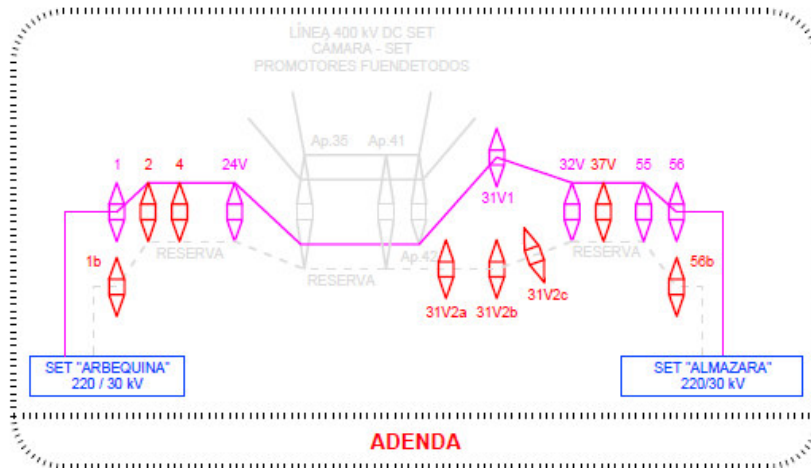 LÍNEA 400 kV DC SET
CÁMARA - SET
PROMOTORES FUENDETODOS
Ap.35 Ap.41
1 2 4 24V
31V1
32V 37V 55 56
RESERVA
RESERVA
Ap.42
RESERVA
1b
56b
31V2a 31V2b 31V2c
SET "ARBEQUINA"
220 / 30 kV
SET "ALMAZARA"
220/30 kV
ADENDA